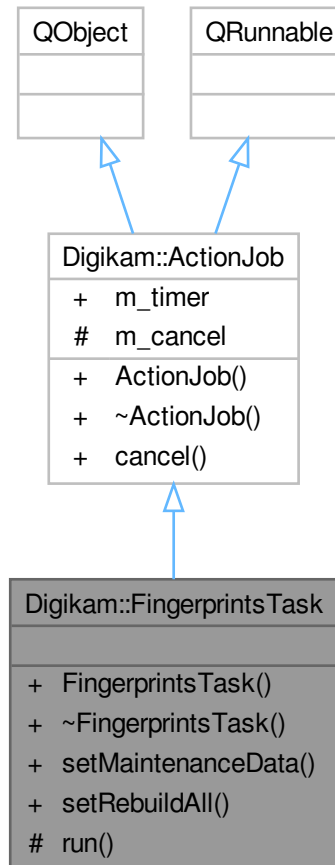 QObject
QRunnable
Digikam::ActionJob
+ m_timer
# m_cancel
+ ActionJob()
+ ~ActionJob()
+ cancel()
Digikam::FingerprintsTask
+ FingerprintsTask()
+ ~FingerprintsTask()
+ setMaintenanceData()
+ setRebuildAll()
# run()